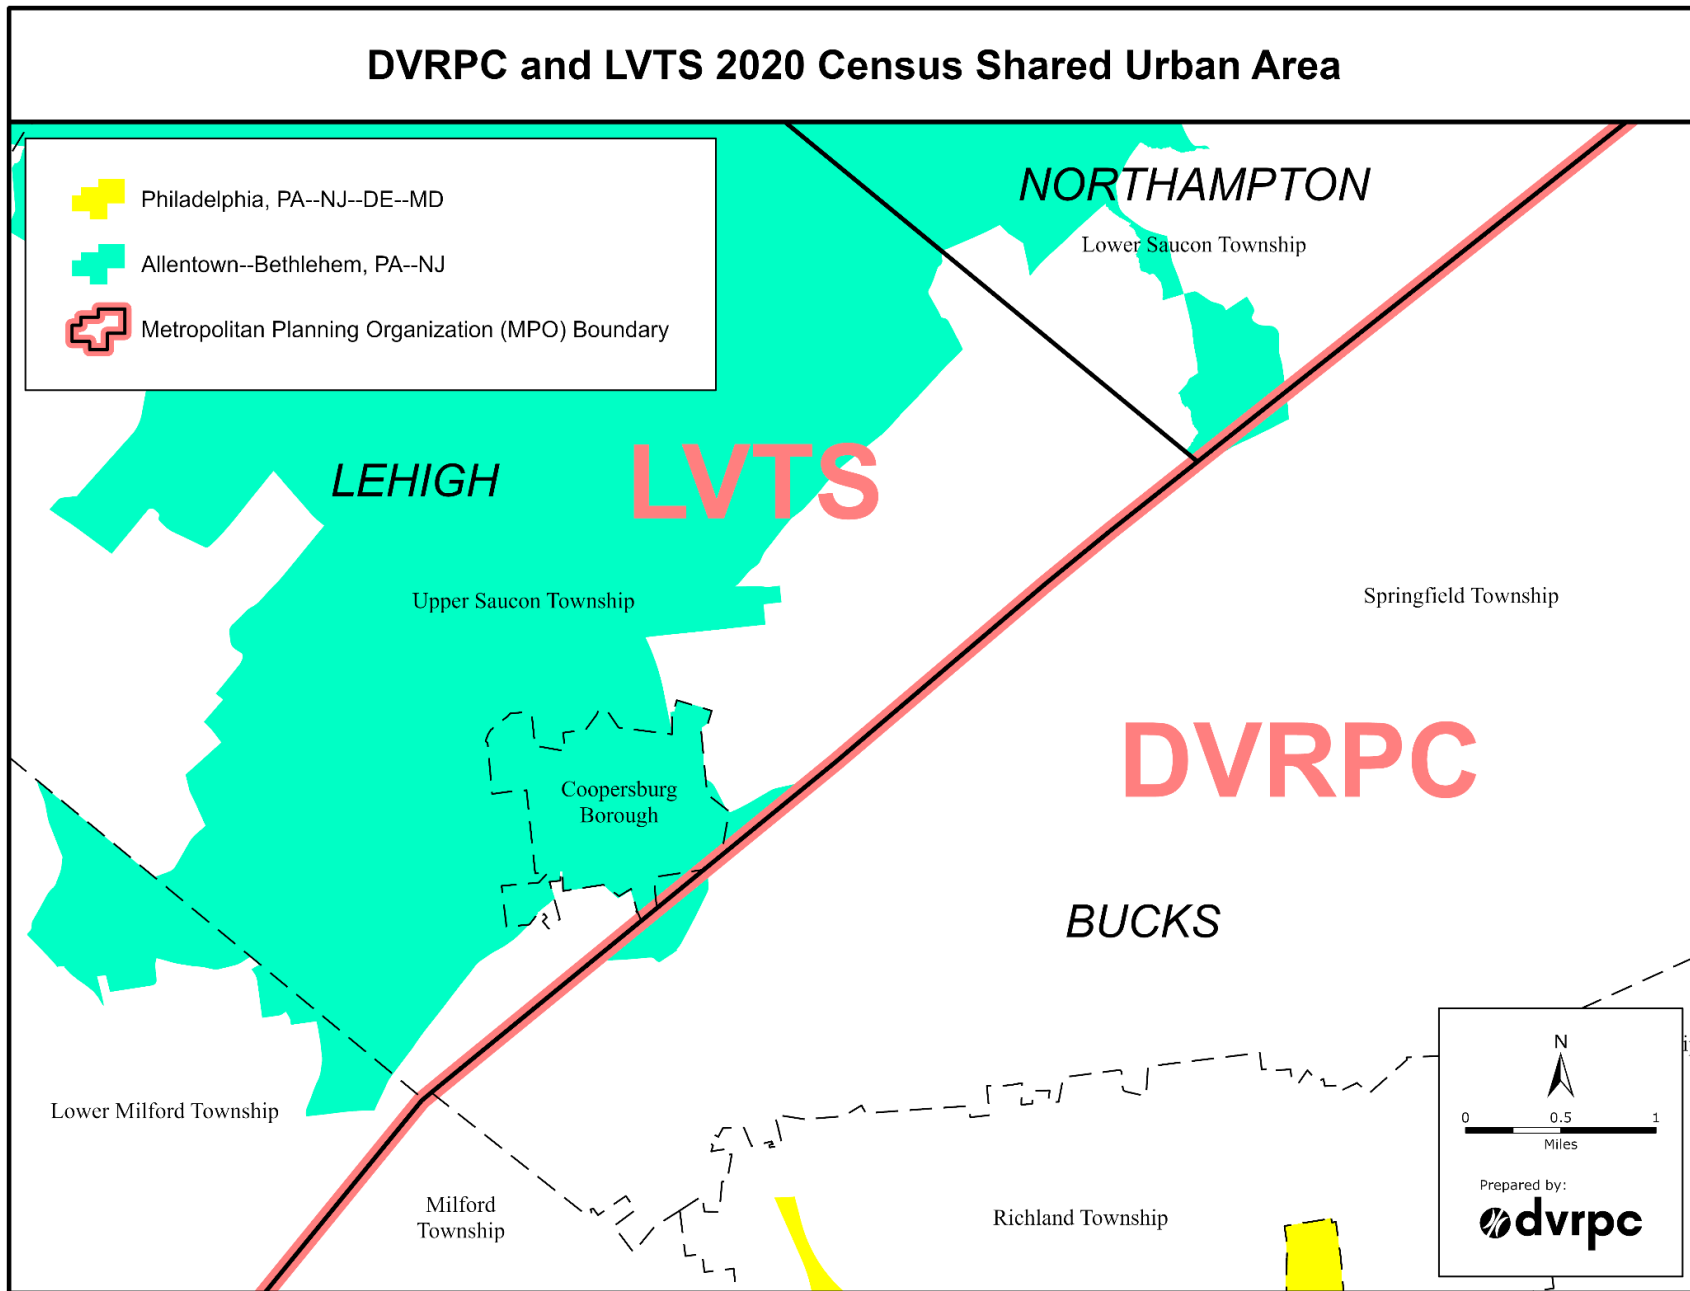 DVRPC and LVTS 2020 Census Shared Urban Area
Philadelphia, PA--NJ--DE--MD
Allentown--Bethlehem, PA--NJ
Metropolitan Planning Organization (MPO) Boundary
NORTHAMPTON
Lower Saucon Township
LEHIGH
LVTS
Upper Saucon Township
Springfield Township
DVRPC
Coopersburg
Borough
BUCKS
Lower Milford Township
Milford
Township
Richland Township
N
0 0.5 1
Miles
Prepared by:
dvrpc